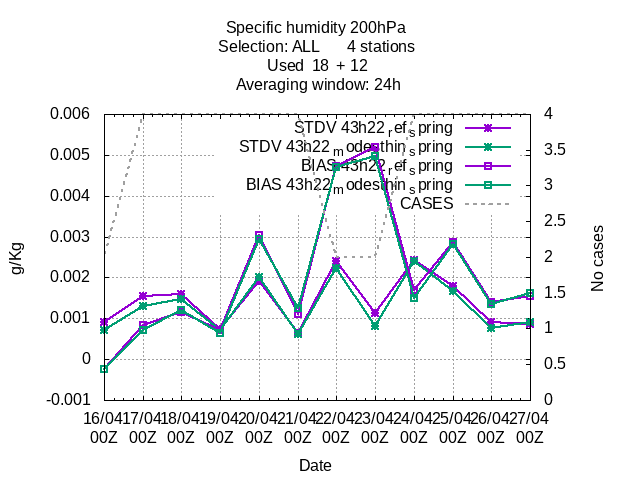 Specific humidity 200hPa
Selection: ALL 4 stations
Used 18 + 12
Averaging window: 24h
STDV 43h22ref_spring
STDV 43h22modesthin_spring
BIAS 43h22ref_spring
BIAS 43h22modesthin_spring
CASES
0.006
0.005
0.004
0.003
0.002
0.001
0
-0.001
g/Kg
4
3.5
3
2.5
2
1.5
1
0.5
0
No cases
16/04 17/04 18/04 19/04 20/04 21/04 22/04 23/04 24/04 25/04 26/04 27/04
00Z 00Z 00Z 00Z 00Z 00Z 00Z 00Z 00Z 00Z 00Z 00Z
Date